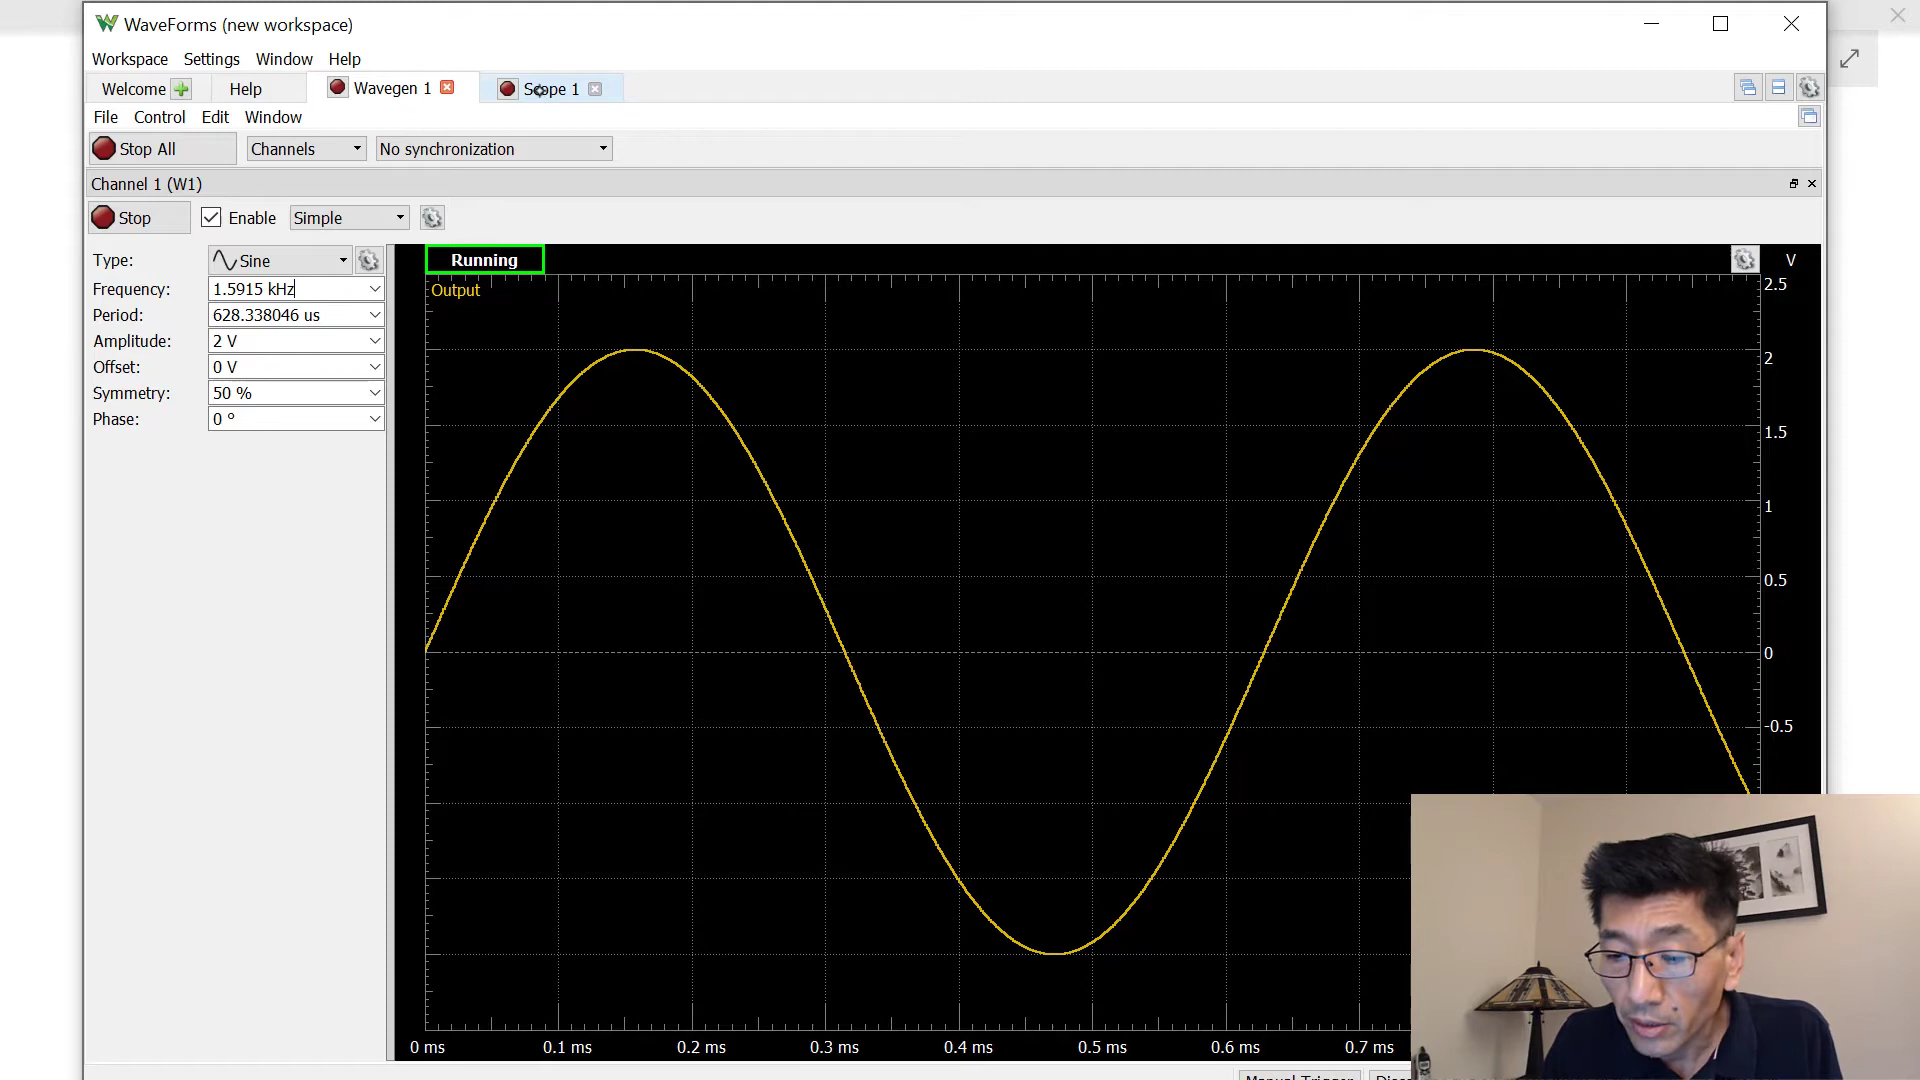 WaveForms (new workspace)
Workspace Settings Window Help
Welcome Help Wavegen 1 Scope 1
File Control Edit Window
Stop All Channels No synchronization
Channel 1 (W1)
Stop Enable Simple
Type: Sine
Frequency: 1.5915 kHz
Period: 628.338046 us
Amplitude: 2 V
Offset: 0 V
Symmetry: 50 %
Phase: 0 °
Running
V
Output
2.5
2
1.5
1
0.5
0
-0.5
0 ms 0.1 ms 0.2 ms 0.3 ms 0.4 ms 0.5 ms 0.6 ms 0.7 ms
Manual Trigger